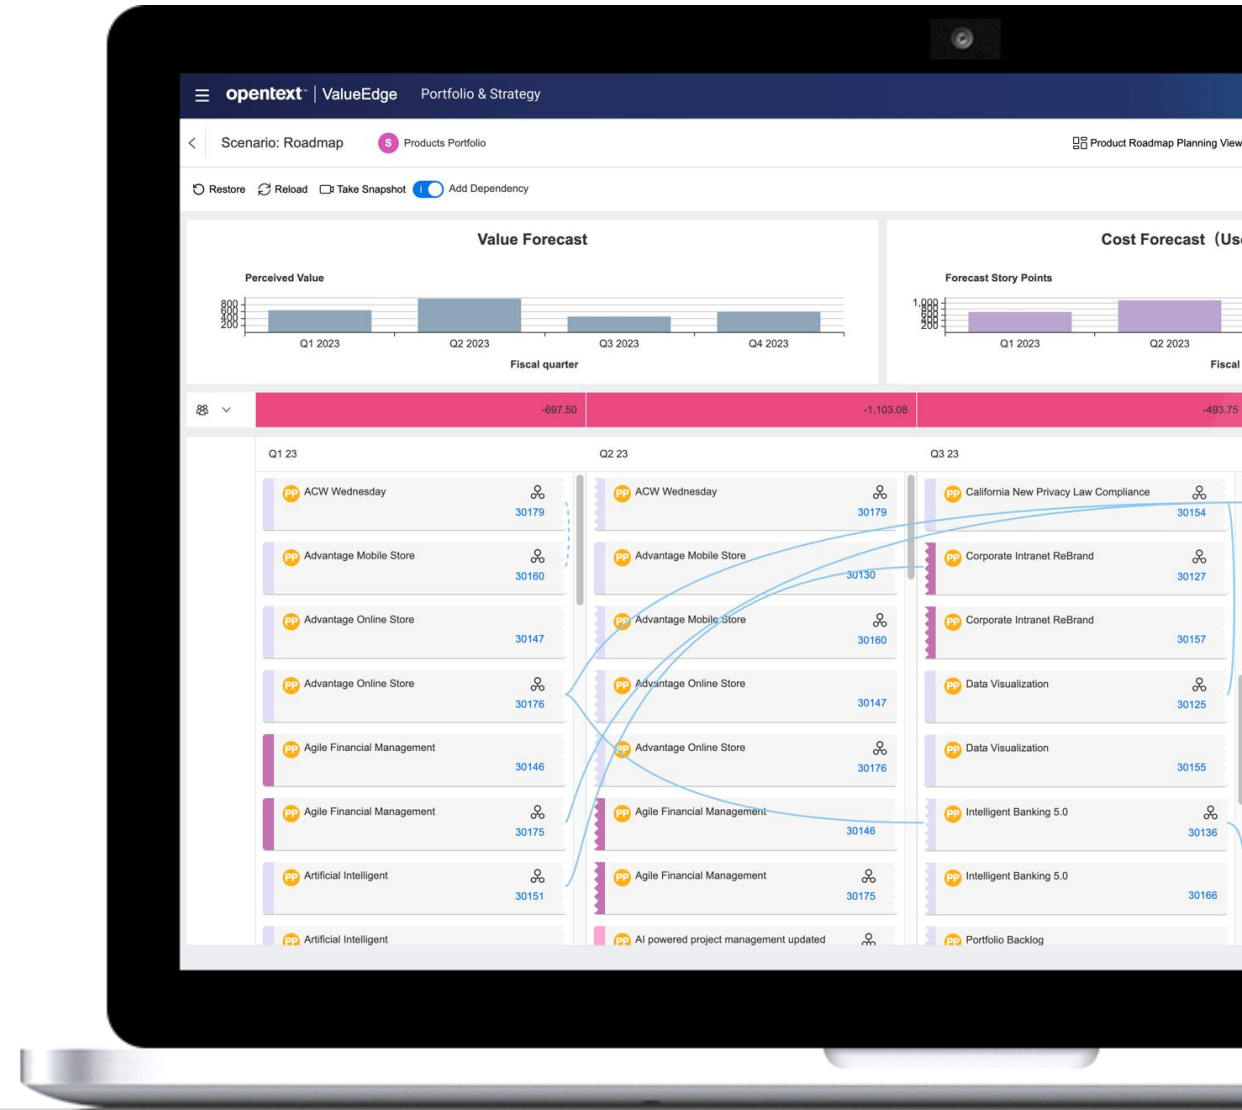 opentext™ | ValueEdge Portfolio & Strategy
Scenario: Roadmap S Products Portfolio Product Roadmap Planning View
Restore Reload Take Snapshot Add Dependency
Value Forecast
Perceived Value
800
600
400
200
Q1 2023 Q2 2023 Q3 2023 Q4 2023
Fiscal quarter
Cost Forecast (Us
Forecast Story Points
1,000
800
600
400
200
Q1 2023 Q2 2023
Fiscal
-697.50 -1,103.08 -493.75
Q1 23 Q2 23 Q3 23
PP ACW Wednesday
30179
PP Advantage Mobile Store
30160
PP Advantage Online Store
30147
PP Advantage Online Store
30176
PP Agile Financial Management
30146
PP Agile Financial Management
30175
PP Artificial Intelligent
30151
PP Artificial Intelligent
PP ACW Wednesday
30179
PP Advantage Mobile Store
30130
PP Advantage Mobile Store
30160
PP Advantage Online Store
30147
PP Advantage Online Store
30176
PP Agile Financial Management
30146
PP Agile Financial Management
30175
PP AI powered project management updated
PP California New Privacy Law Compliance
30154
PP Corporate Intranet ReBrand
30127
PP Corporate Intranet ReBrand
30157
PP Data Visualization
30125
PP Data Visualization
30155
PP Intelligent Banking 5.0
30136
PP Intelligent Banking 5.0
30166
PP Portfolio Backlog